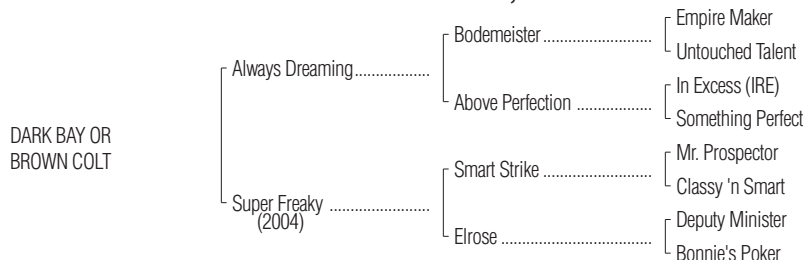 Empire Maker
Bodemeister ..........................
Untouched Talent
Always Dreaming..................
In Excess (IRE)
Above Perfection ..................
Something Perfect
DARK BAY OR
BROWN COLT
Mr. Prospector
Smart Strike ..........................
Classy 'n Smart
Super Freaky ........................
(2004)
Deputy Minister
Elrose ....................................
Bonnie's Poker